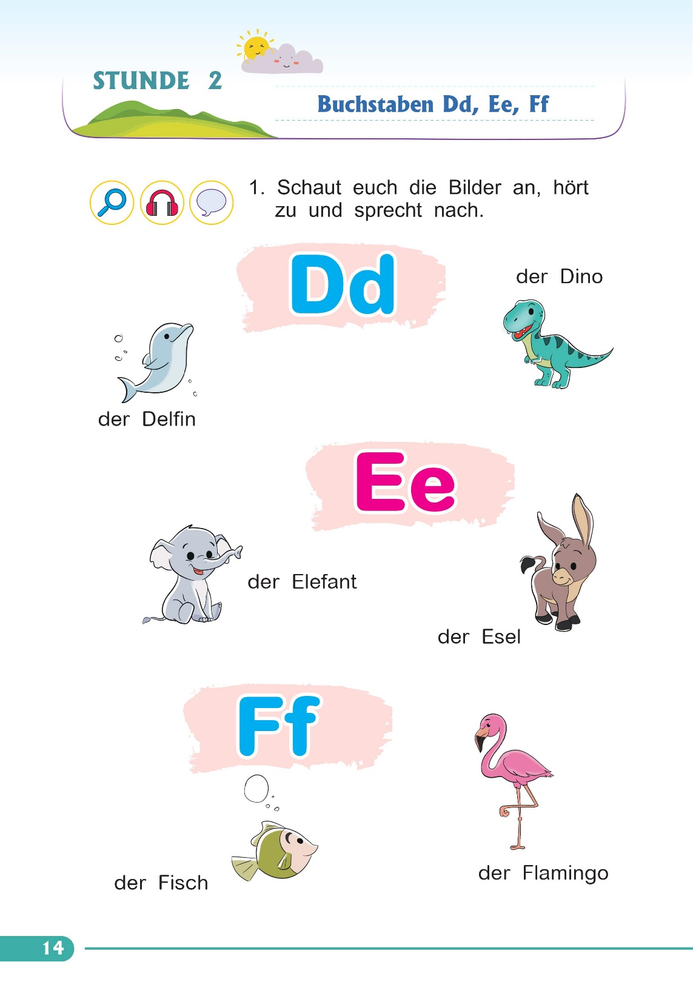 STUNDE 2
Buchstaben Dd, Ee, Ff
1. Schaut euch die Bilder an, hört
zu und sprecht nach.
Dd
der Dino
der Delfin
Ee
der Elefant
der Esel
Ff
der Fisch
der Flamingo
14